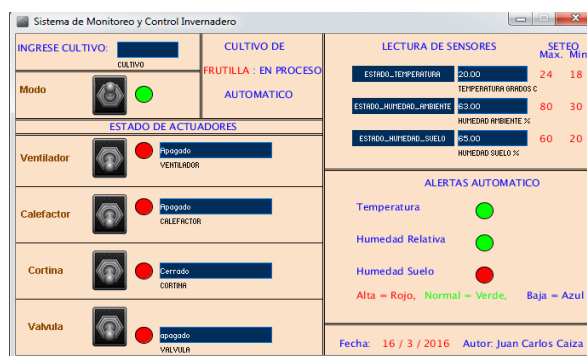 Sistema de Monitoreo y Control Invernadero
INGRESE CULTIVO:
CULTIVO
CULTIVO DE
FRUTILLA : EN PROCESO
AUTOMATICO
Modo
ESTADO DE ACTUADORES
Ventilador
Apagado
VENTILADOR
Calefactor
Apagado
CALEFACTOR
Cortina
Cerrado
CORTINA
Valvula
apagado
VALVULA
LECTURA DE SENSORES
SETEO
Max. Min
ESTADO_TEMPERATURA 20.00 24 18
TEMPERATURA GRADOS C
ESTADO_HUMEDAD_AMBIENTE 63.00 80 30
HUMEDAD AMBIENTE %
ESTADO_HUMEDAD_SUELO 65.00 60 20
HUMEDAD SUELO %
ALERTAS AUTOMATICO
Temperatura
Humedad Relativa
Humedad Suelo
Alta = Rojo, Normal = Verde, Baja = Azul
Fecha: 16 / 3 / 2016 Autor: Juan Carlos Caiza